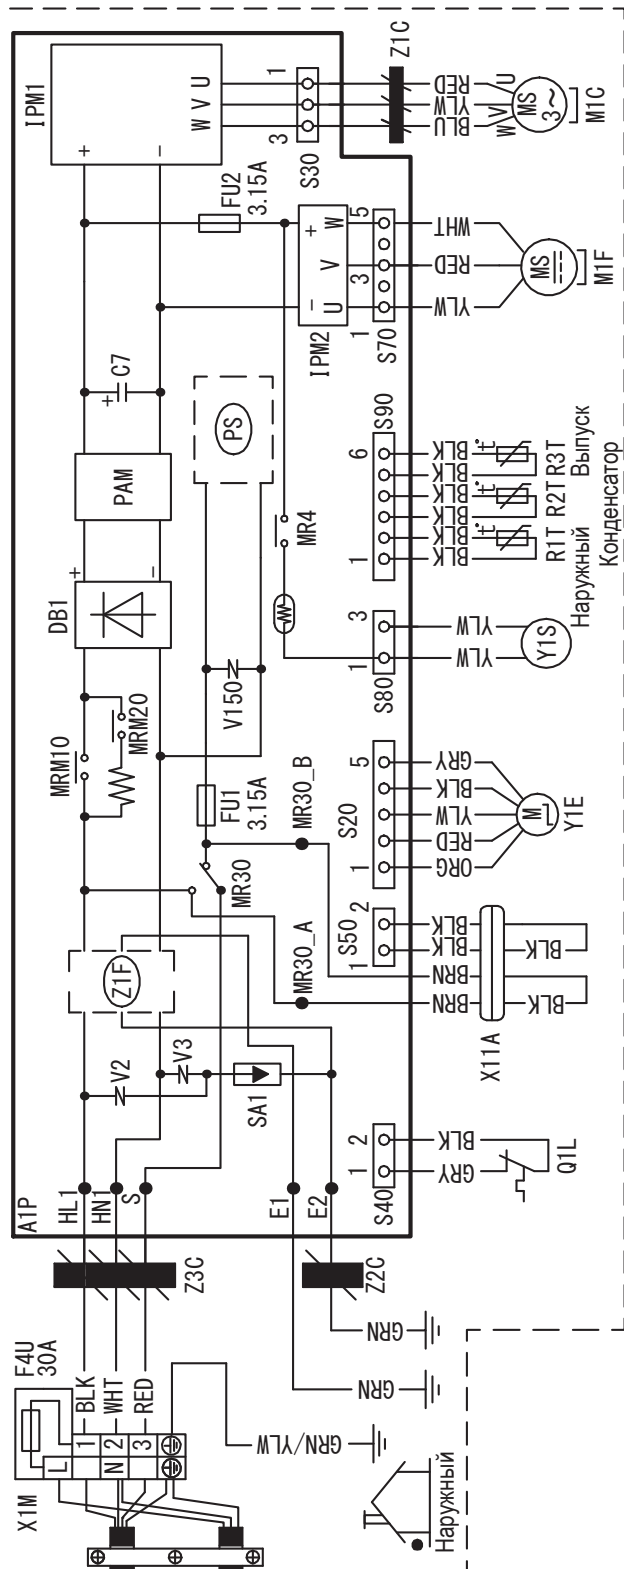 Z1C
IPM1
U
V
W
1
3
S30
RED
YLW
BLU
U
V
W
MS
3~
M1C
+
−
FU2
3.15A
+
−
W
V
U
IPM2
5
3
1
S70
WHT
RED
YLW
MS
M1F
+
C7
PS
PAM
MR4
S90
6
1
BLK
BLK
BLK
BLK
BLK
BLK
t°
t°
t°
R1T
R2T
R3T
Наружный
Конденсатор
Выпуск
DB1
+
−
V150
S80
3
1
YLW
YLW
Y1S
MRM10
MRM20
FU1
3.15A
MR30_B
MR30
S20
5
1
GRY
BLK
YLW
RED
ORG
M
Y1E
Z1F
MR30_A
S50
2
1
BLK
BLK
BRN
BRN
BLK
BLK
X11A
V2
V3
SA1
A1P
HL1
HN1
S
E1
E2
S40
2
1
BLK
GRY
Q1L
Z3C
Z2C
GRN
GRN
GRN/YLW
F4U
30A
BLK
WHT
RED
X1M
L
N
1
2
3
Наружный